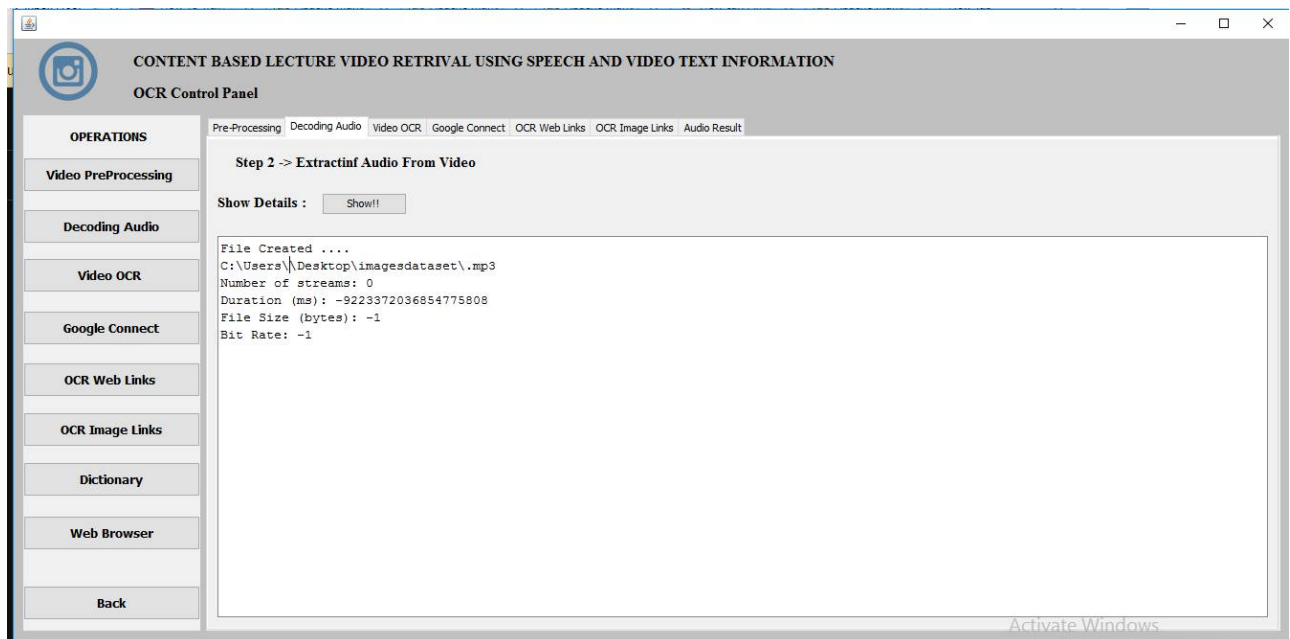 CONTENT BASED LECTURE VIDEO RETRIVAL USING SPEECH AND VIDEO TEXT INFORMATION
OCR Control Panel
OPERATIONS
Video PreProcessing
Decoding Audio
Video OCR
Google Connect
OCR Web Links
OCR Image Links
Dictionary
Web Browser
Back
Pre-Processing Decoding Audio Video OCR Google Connect OCR Web Links OCR Image Links Audio Result
Step 2 -> Extractinf Audio From Video
Show Details : Show!!
File Created ....
C:\Users\\Desktop\imagesdataset\.mp3
Number of streams: 0
Duration (ms): -9223372036854775808
File Size (bytes): -1
Bit Rate: -1
Activate Windows